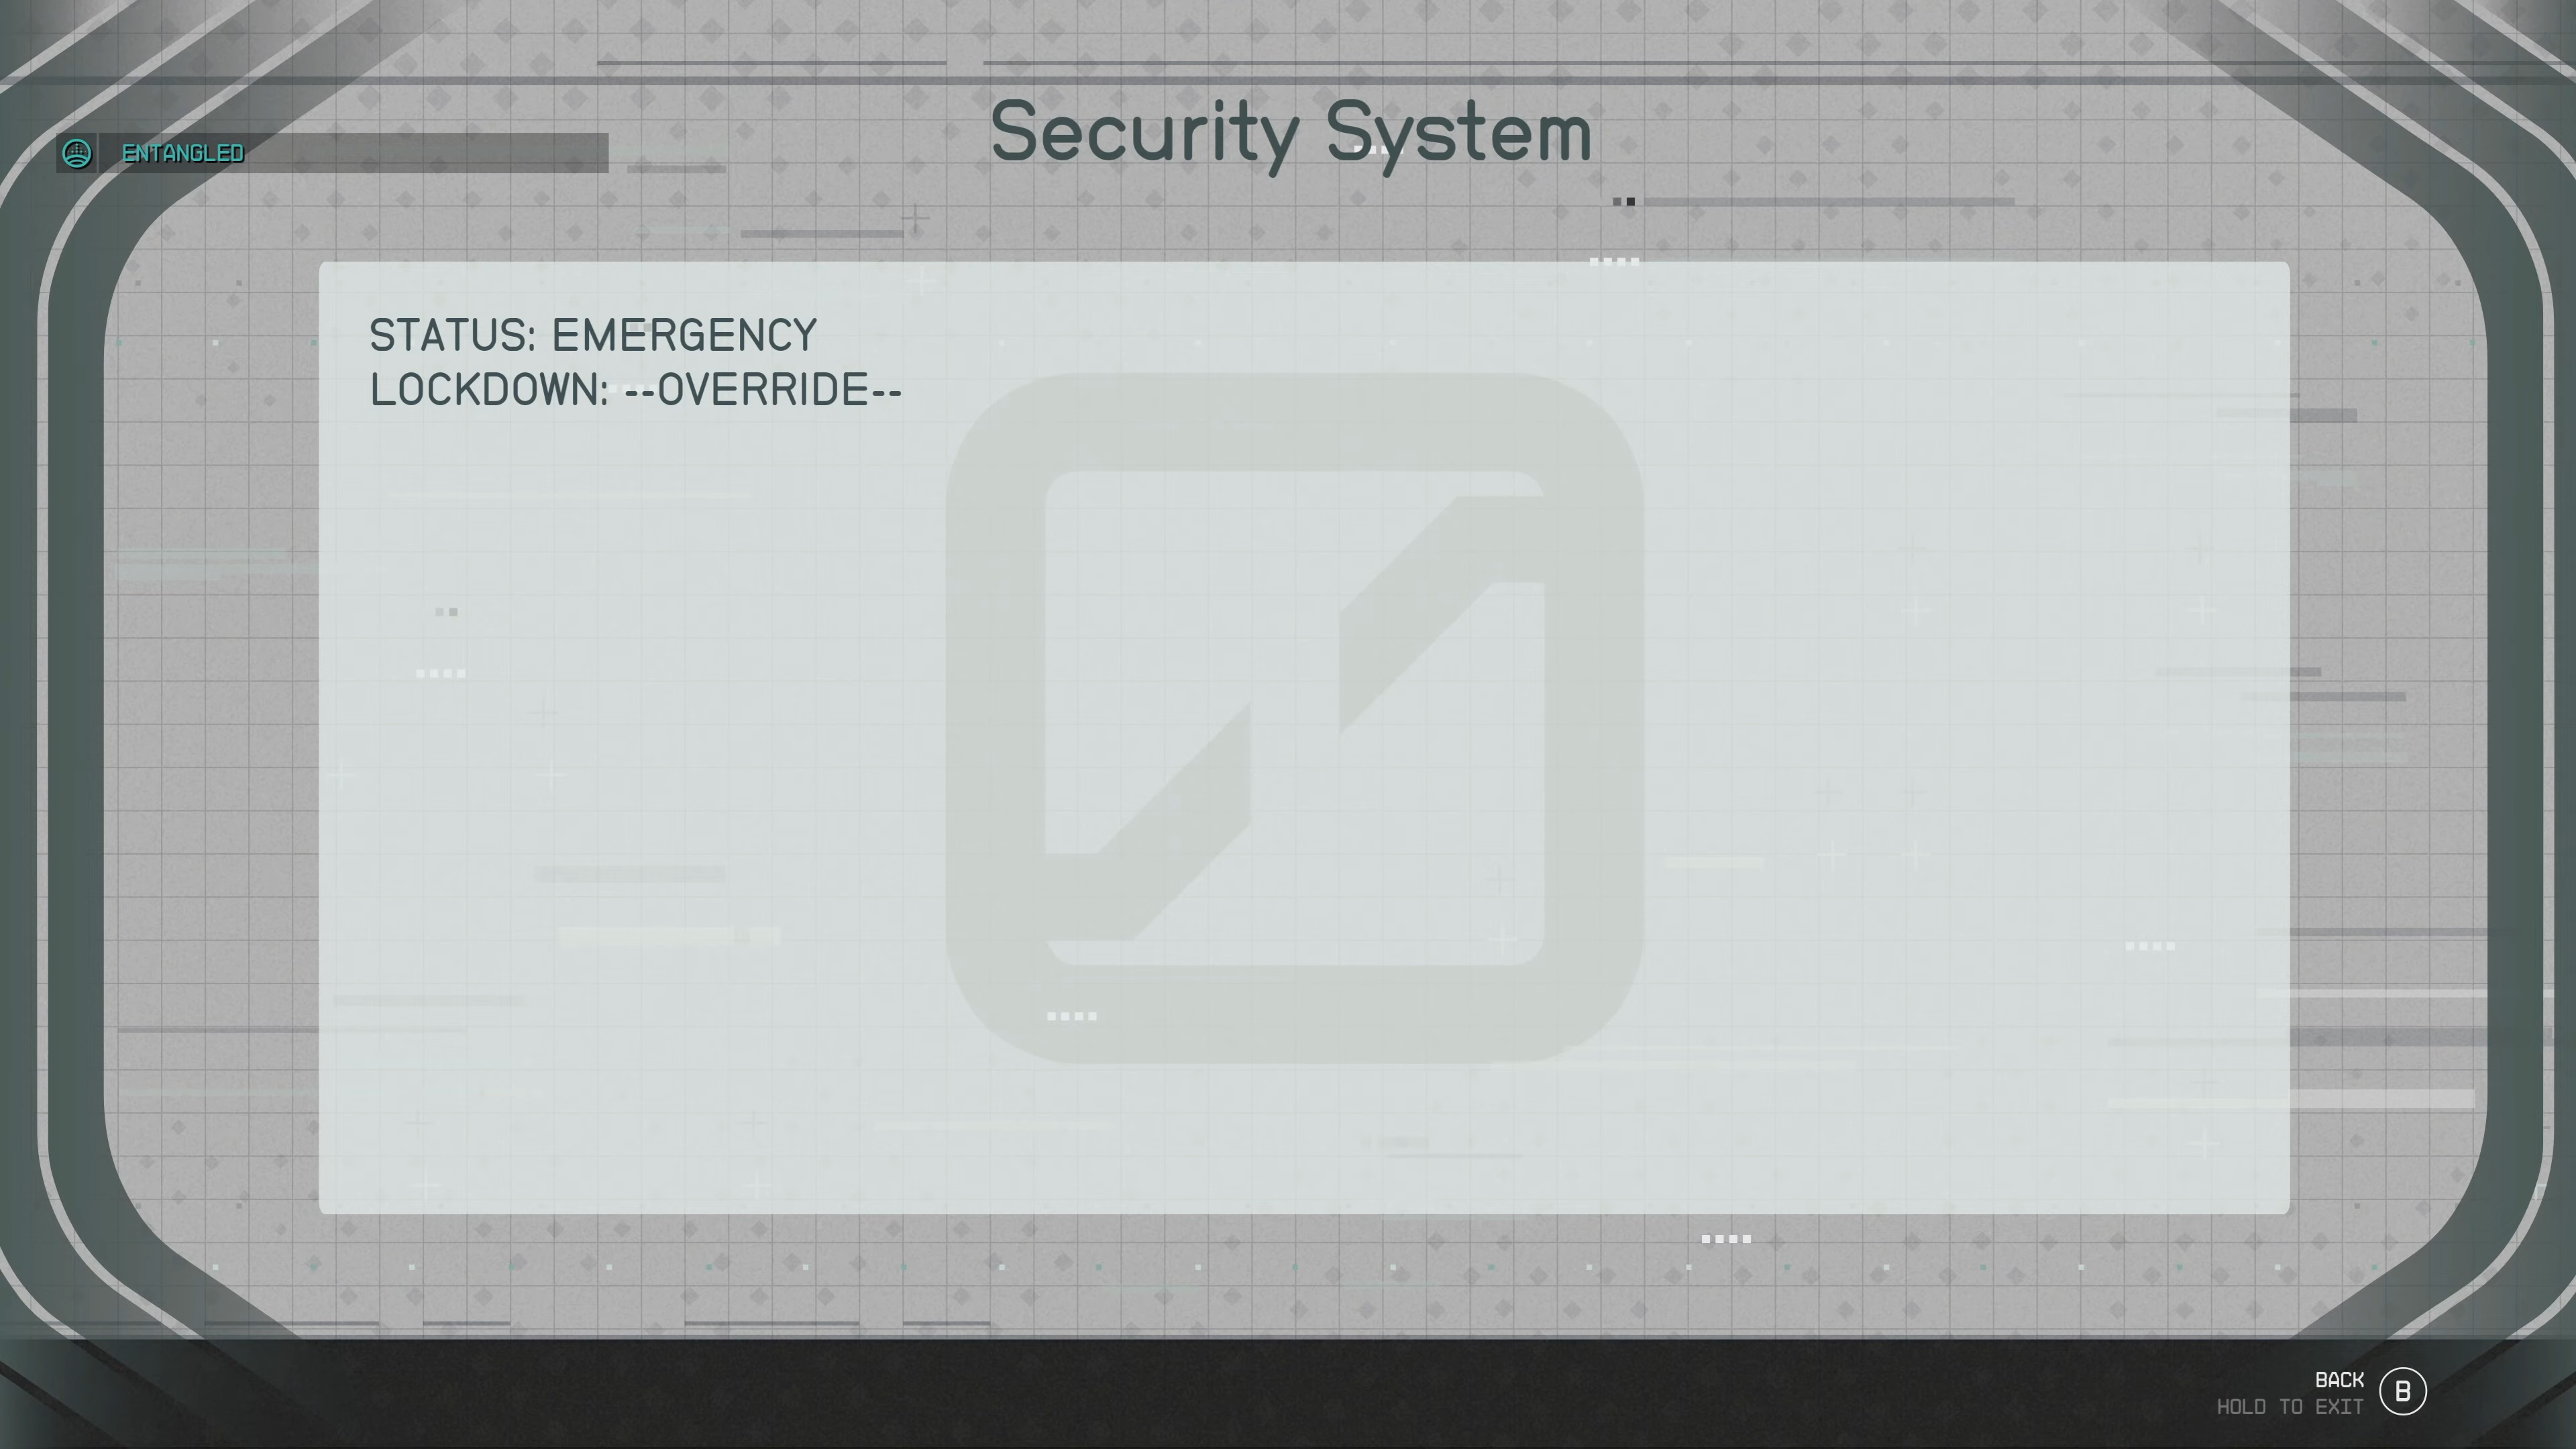 Security System
ENTANGLED
STATUS: EMERGENCY
LOCKDOWN: --OVERRIDE--
BACK
HOLD TO EXIT
B